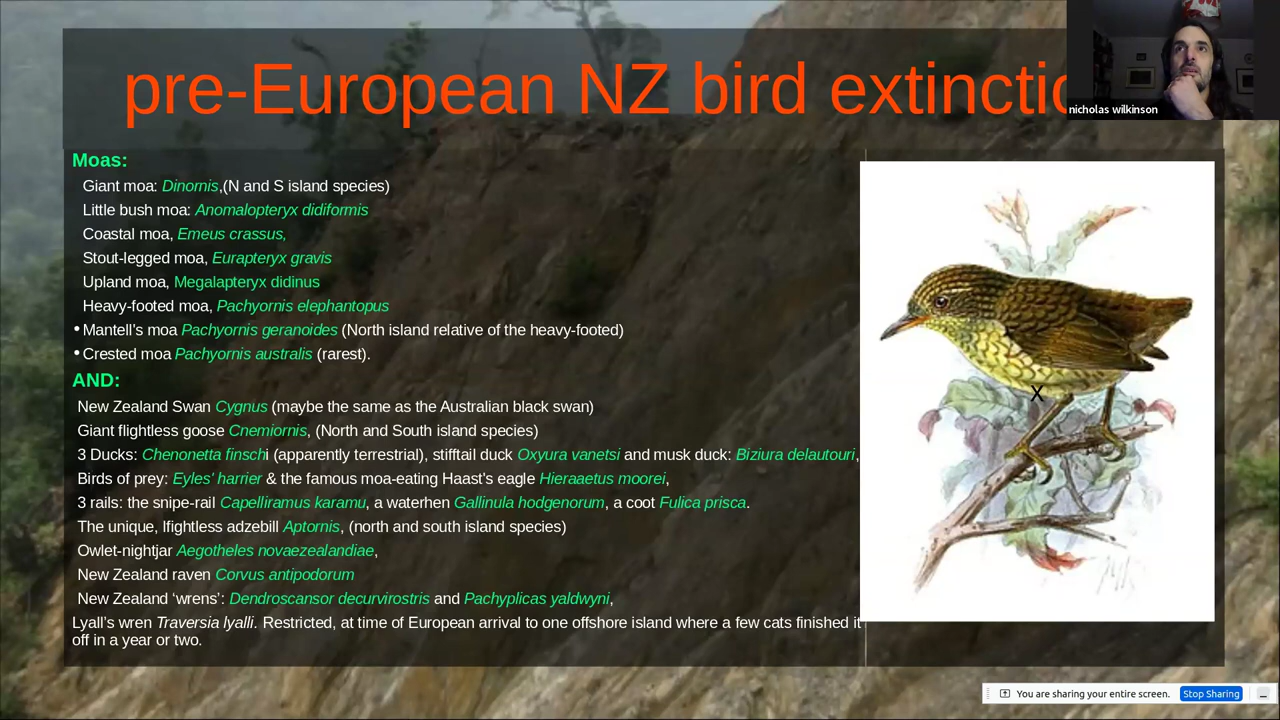 pre-European NZ bird extinctio
nicholas wilkinson
Moas:
Giant moa: Dinornis,(N and S island species)
Little bush moa: Anomalopteryx didiformis
Coastal moa, Emeus crassus,
Stout-legged moa, Eurapteryx gravis
Upland moa, Megalapteryx didinus
Heavy-footed moa, Pachyornis elephantopus
• Mantell's moa Pachyornis geranoides (North island relative of the heavy-footed)
• Crested moa Pachyornis australis (rarest).
AND:
New Zealand Swan Cygnus (maybe the same as the Australian black swan)
Giant flightless goose Cnemiornis, (North and South island species)
3 Ducks: Chenonetta finschi (apparently terrestrial), stifftail duck Oxyura vanetsi and musk duck: Biziura delautouri,
Birds of prey: Eyles' harrier & the famous moa-eating Haast's eagle Hieraaetus moorei,
3 rails: the snipe-rail Capelliramus karamu, a waterhen Gallinula hodgenorum, a coot Fulica prisca.
The unique, lfightless adzebill Aptornis, (north and south island species)
Owlet-nightjar Aegotheles novaezealandiae,
New Zealand raven Corvus antipodorum
New Zealand ‘wrens’: Dendroscansor decurvirostris and Pachyplicas yaldwyni,
Lyall’s wren Traversia lyalli. Restricted, at time of European arrival to one offshore island where a few cats finished it
off in a year or two.
X
You are sharing your entire screen.
Stop Sharing